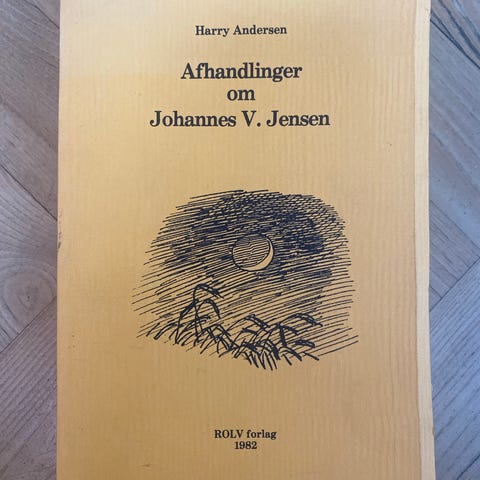 Harry Andersen
Afhandlinger
om
Johannes V. Jensen
ROLV forlag
1982